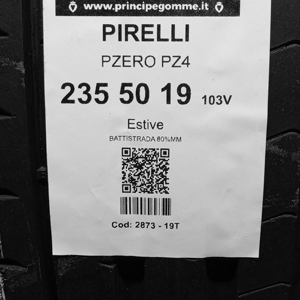 www.principegomme.it
PIRELLI
PZERO PZ4
235 50 19 103V
Estive
BATTISTRADA 80%MM
Cod: 2873 - 19T